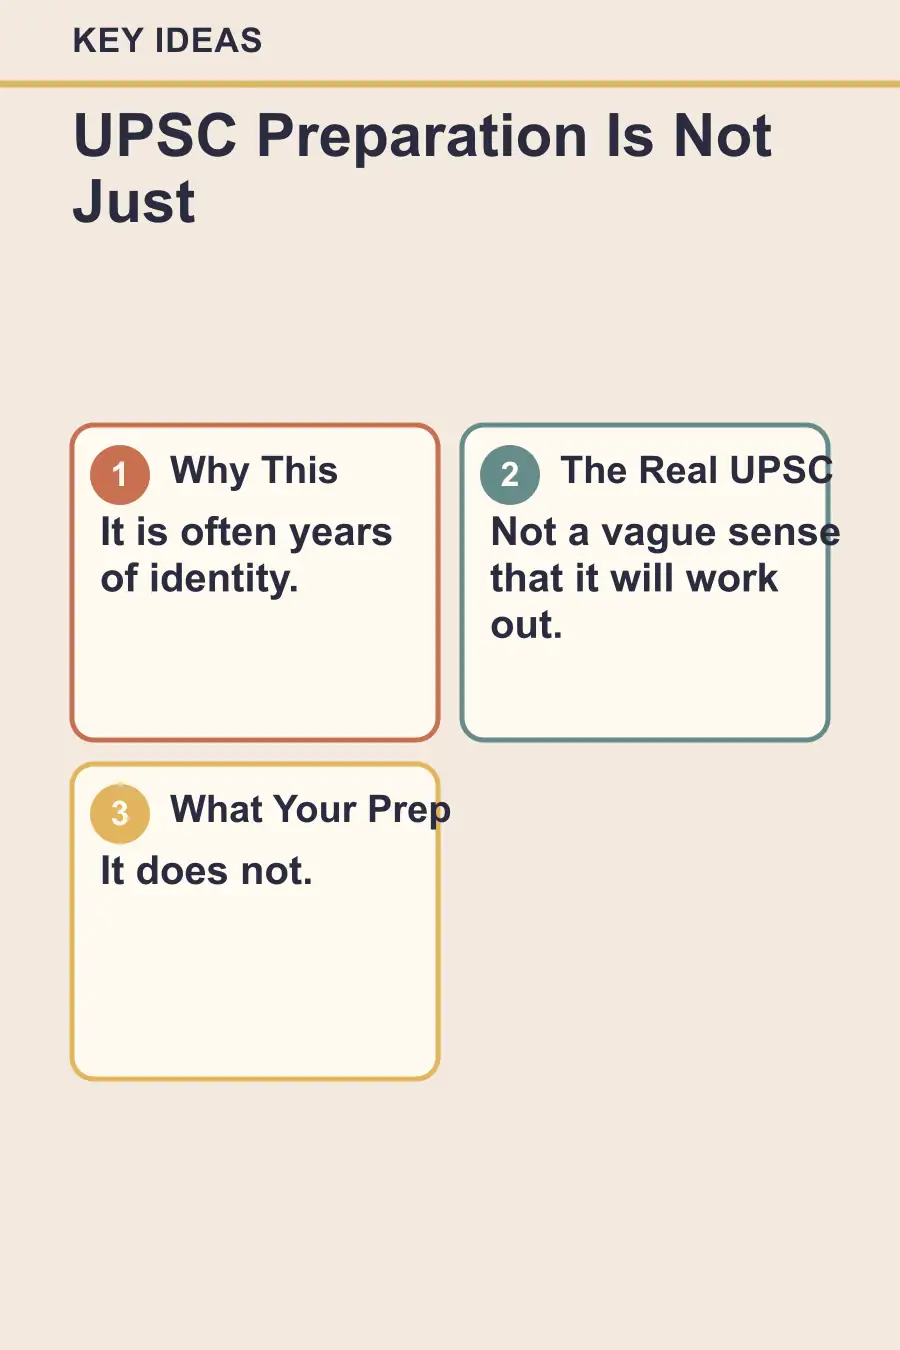 KEY IDEAS
UPSC Preparation Is Not
Just
1 Why This
It is often years
of identity.
2 The Real UPSC
Not a vague sense
that it will work
out.
3 What Your Prep
It does not.